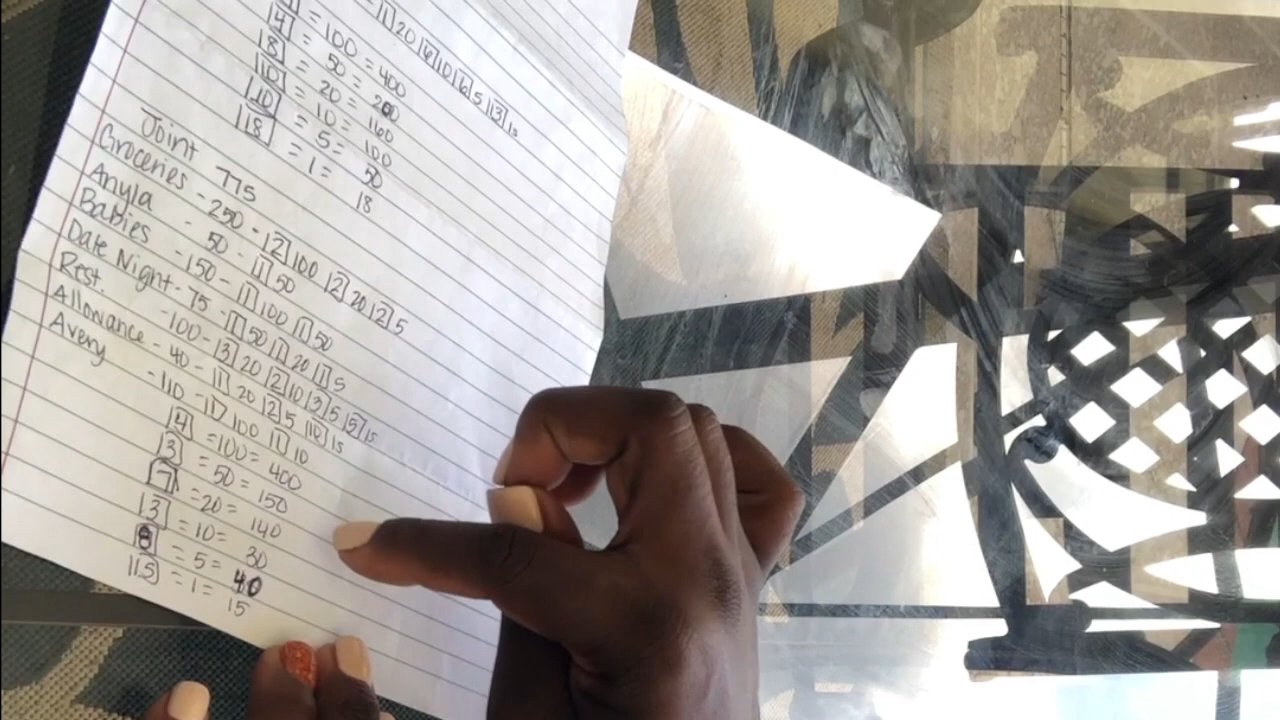 11 20 16 10 16 5 13 1s
4 = 100 = 400
8 = 50 = 200
10 = 20 = 160
10 = 10 = 100
18 = 5 = 50
= 1 = 18
Joint 775
Groceries - 250 - 2 100 2 20 2 5
Anyla - 50 - 1 50
Babies - 150 - 1 100 1 50
Date Night - 75 - 1 50 1 20 1 5
Rest. - 100 - 3 20 2 10 3 5 5 1s
Allowance - 40 - 1 20 2 5 10 1s
Avery - 110 - 1 100 1 10
4 = 100 = 400
3 = 50 = 150
7 = 20 = 140
3 = 10 = 30
8 = 5 = 40
15 = 1 = 15